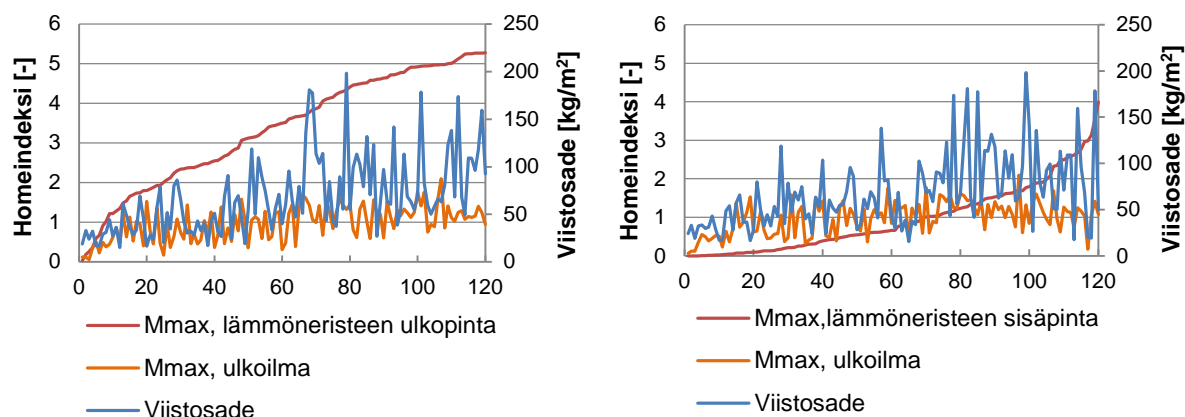 Homeindeksi [-]
6
5
4
3
2
1
0
0 20 40 60 80 100 120
250
200
150
100
50
0
Viistosade [kg/m²]
Mmax, lämmöneristeen ulkopinta
Mmax, ulkoilma
Viistosade
Homeindeksi [-]
6
5
4
3
2
1
0
0 20 40 60 80 100 120
250
200
150
100
50
0
Viistosade [kg/m²]
Mmax,lämmöneristeen sisäpinta
Mmax, ulkoilma
Viistosade